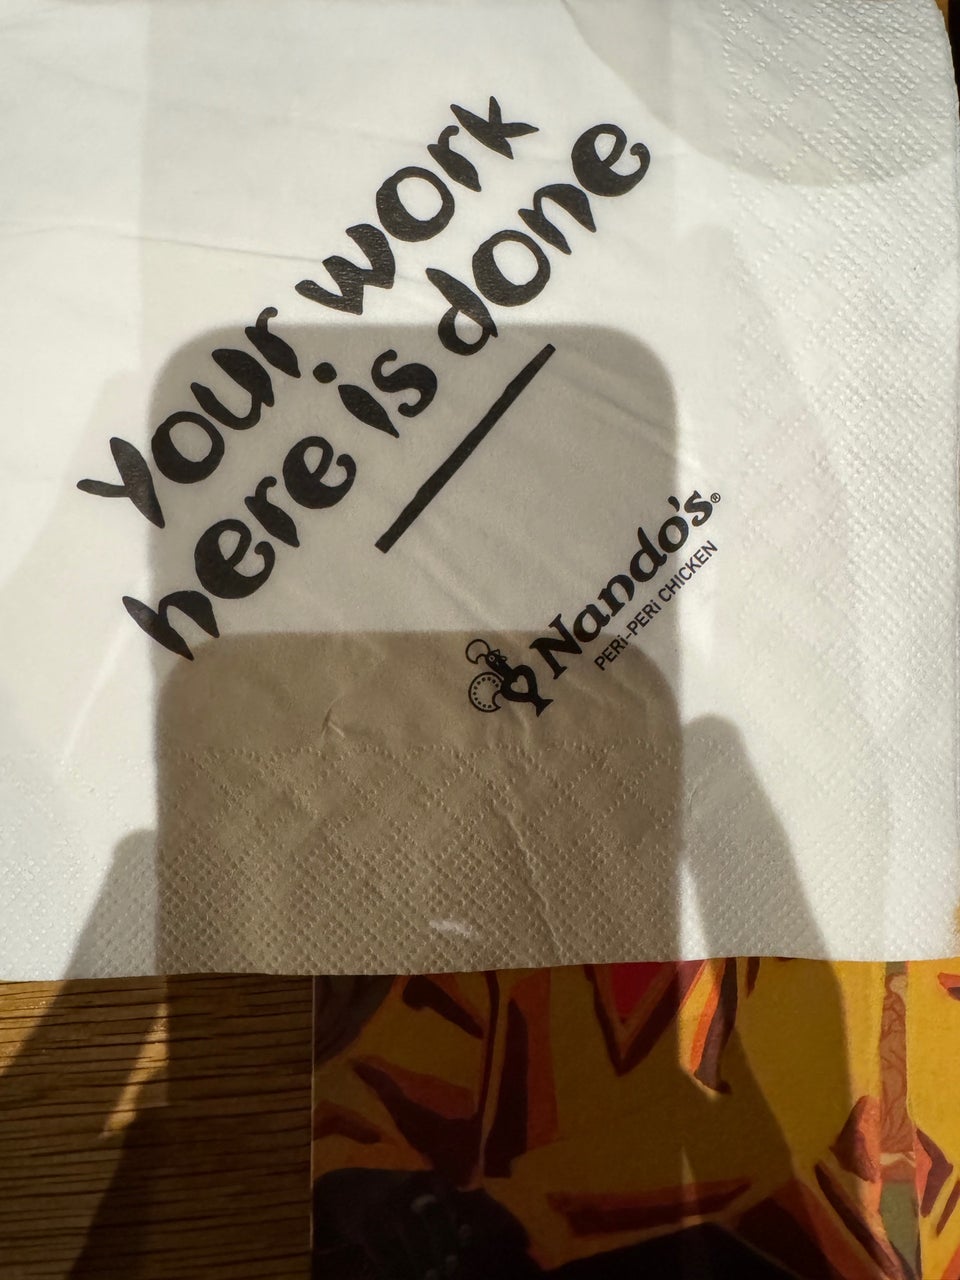 your work
here is done
Nando's®
PERi-PERi CHICKEN